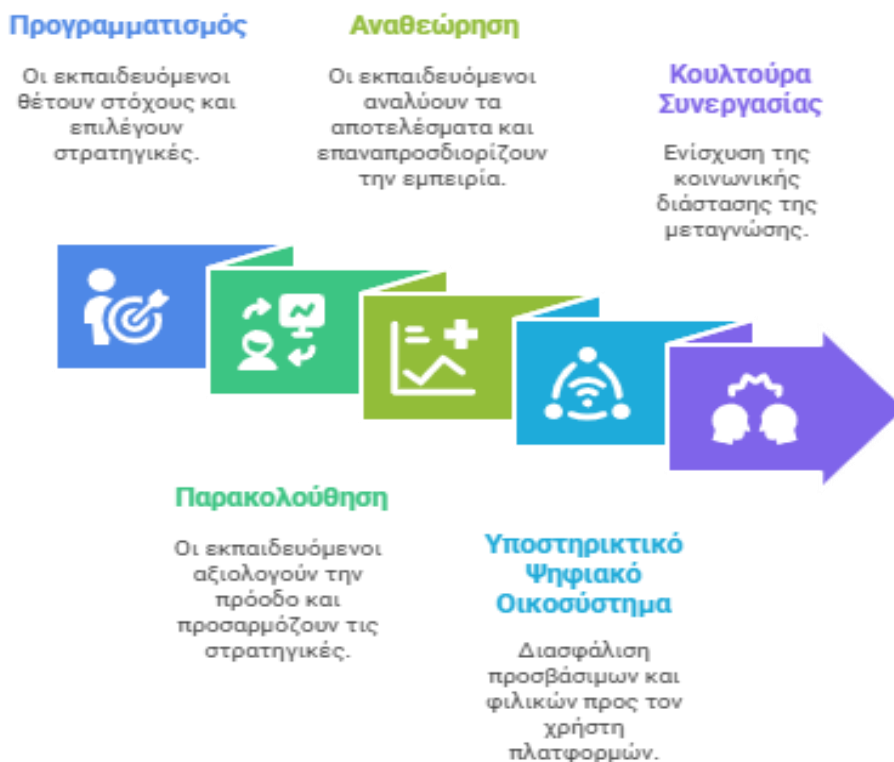 Προγραμματισμός
Οι εκπαιδευόμενοι
θέτουν στόχους και
επιλέγουν
στρατηγικές.
Αναθεώρηση
Οι εκπαιδευόμενοι
αναλύουν τα
αποτελέσματα και
επαναπροσδιορίζουν
την εμπειρία.
Κουλτούρα
Συνεργασίας
Ενίσχυση της
κοινωνικής
διάστασης της
μεταγνώσης.
Παρακολούθηση
Οι εκπαιδευόμενοι
αξιολογούν την
πρόοδο και
προσαρμόζουν τις
στρατηγικές.
Υποστηρικτικό
Ψηφιακό
Οικοσύστημα
Διασφάλιση
προσβάσιμων και
φιλικών προς τον
χρήστη
πλατφορμών.